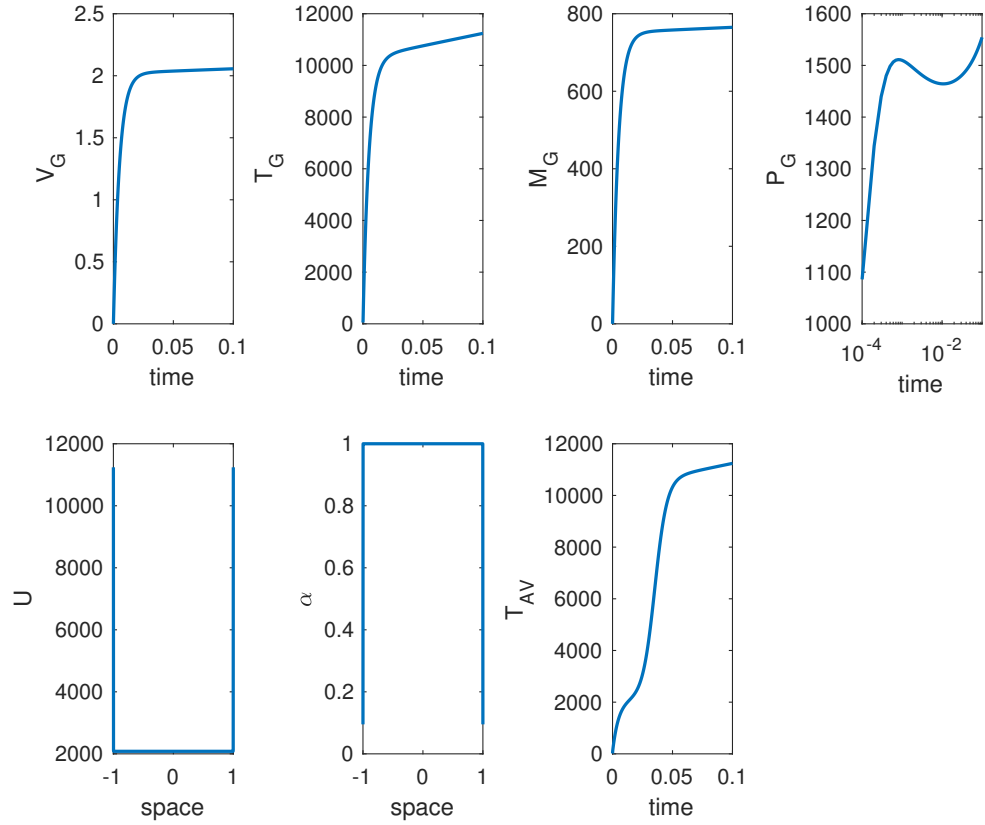 V_G
2.5
2
1.5
1
0.5
0
0 0.05 0.1
time
T_G
12000
10000
8000
6000
4000
2000
0
0 0.05 0.1
time
M_G
800
600
400
200
0
0 0.05 0.1
time
P_G
1600
1500
1400
1300
1200
1100
1000
10^-4 10^-2
time
U
12000
10000
8000
6000
4000
2000
-1 0 1
space
α
1
0.8
0.6
0.4
0.2
0
-1 0 1
space
T_AV
12000
10000
8000
6000
4000
2000
0
0 0.05 0.1
time